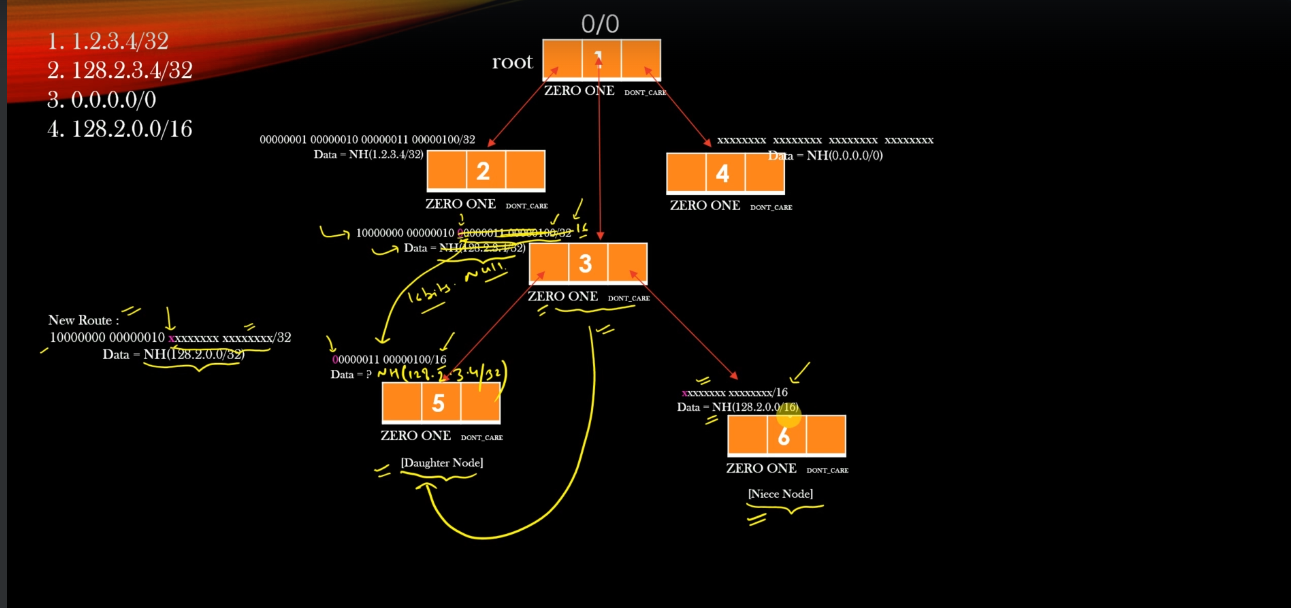 0/0
1. 1.2.3.4/32
2. 128.2.3.4/32
3. 0.0.0.0/0
4. 128.2.0.0/16
root
1
ZERO ONE DONT_CARE
00000001 00000010 00000011 00000100/32
Data = NH(1.2.3.4/32)
2
ZERO ONE DONT_CARE
xxxxxxxx xxxxxxxx xxxxxxxx xxxxxxxx
Data = NH(0.0.0.0/0)
4
ZERO ONE DONT_CARE
10000000 00000010 00000011 00000100/32 16
Data = NH(128.2.3.4/32)
3
ZERO ONE DONT_CARE
16bits. Null.
New Route :
10000000 00000010 xxxxxxxx xxxxxxxx/32
Data = NH(128.2.0.0/32)
00000011 00000100/16
Data = ? NH(128.2.3.4/32)
5
ZERO ONE DONT_CARE
[Daughter Node]
xxxxxxxx xxxxxxxx/16
Data = NH(128.2.0.0/16)
6
ZERO ONE DONT_CARE
[Niece Node]